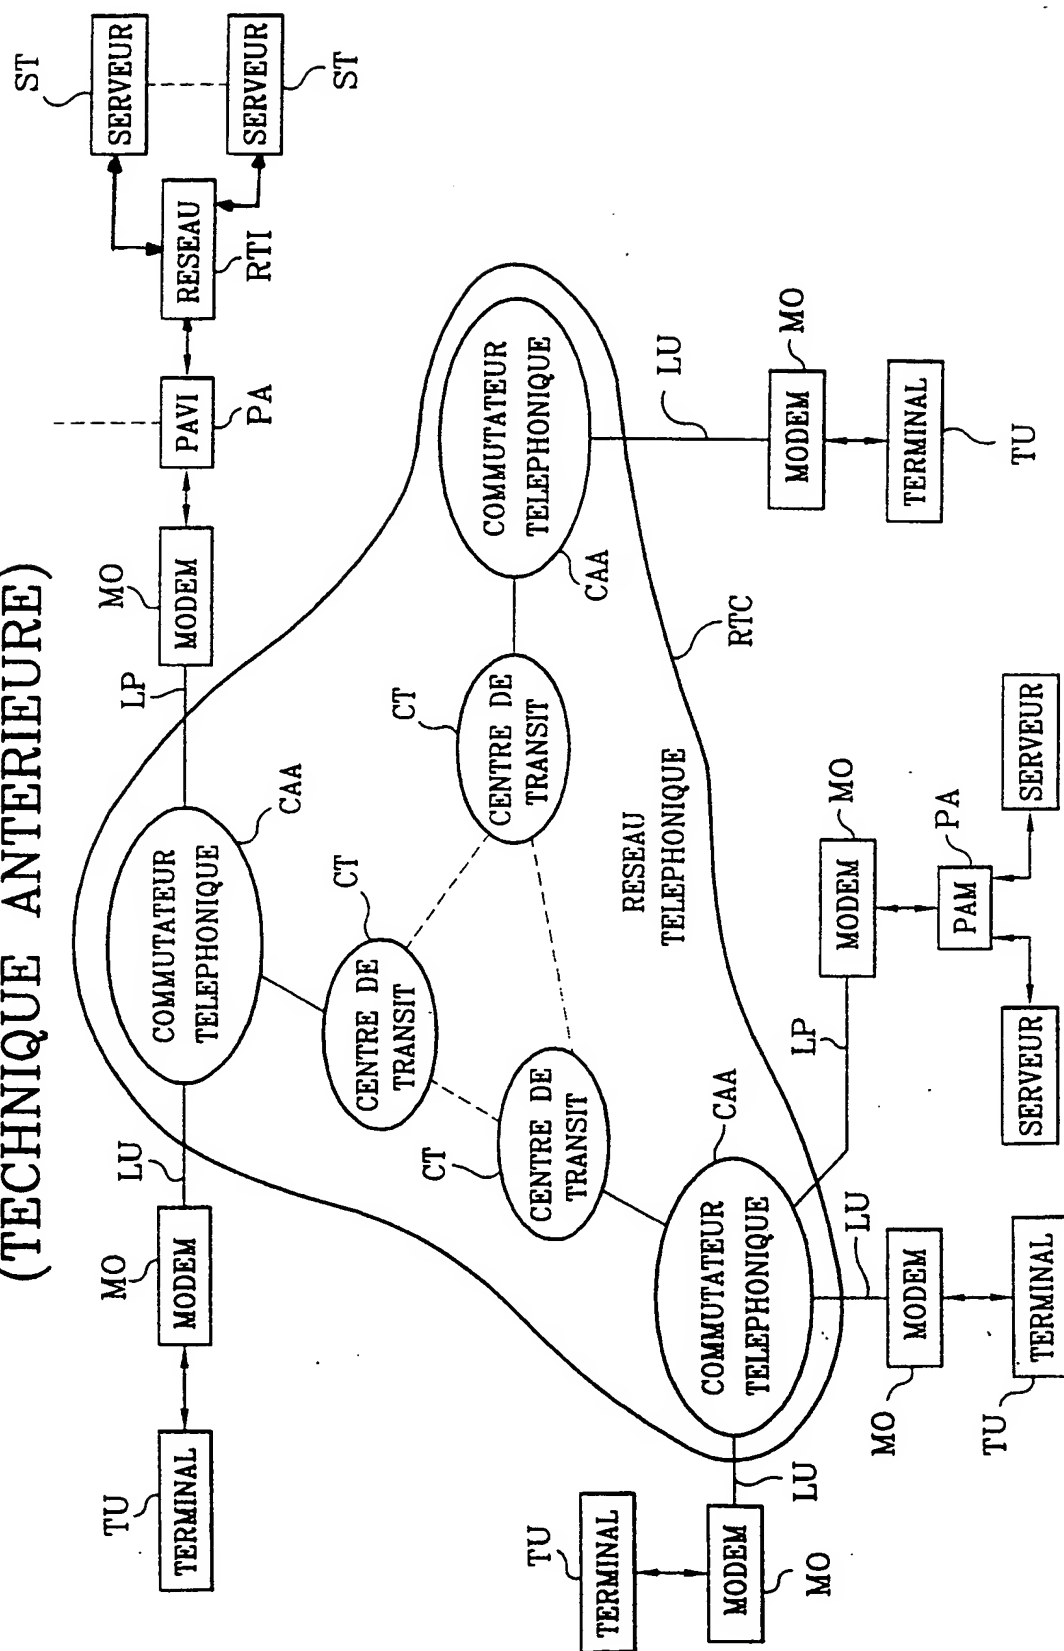 (TECHNIQUE ANTERIEURE)
TU
TERMINAL
MO
MODEM
LU
COMMUTATEUR
TELEPHONIQUE
CAA
LP
MO
MODEM
PAVI
PA
RESEAU
RTI
ST
SERVEUR
SERVEUR
ST
CT
CENTRE DE
TRANSIT
CT
CENTRE DE
TRANSIT
CT
CENTRE DE
TRANSIT
COMMUTATEUR
TELEPHONIQUE
CAA
RESEAU
TELEPHONIQUE
RTC
LU
MO
MODEM
TERMINAL
TU
TU
TERMINAL
MODEM
MO
LU
COMMUTATEUR
TELEPHONIQUE
CAA
LU
MODEM
MO
TU
TERMINAL
LP
MO
MODEM
PA
PAM
SERVEUR
SERVEUR